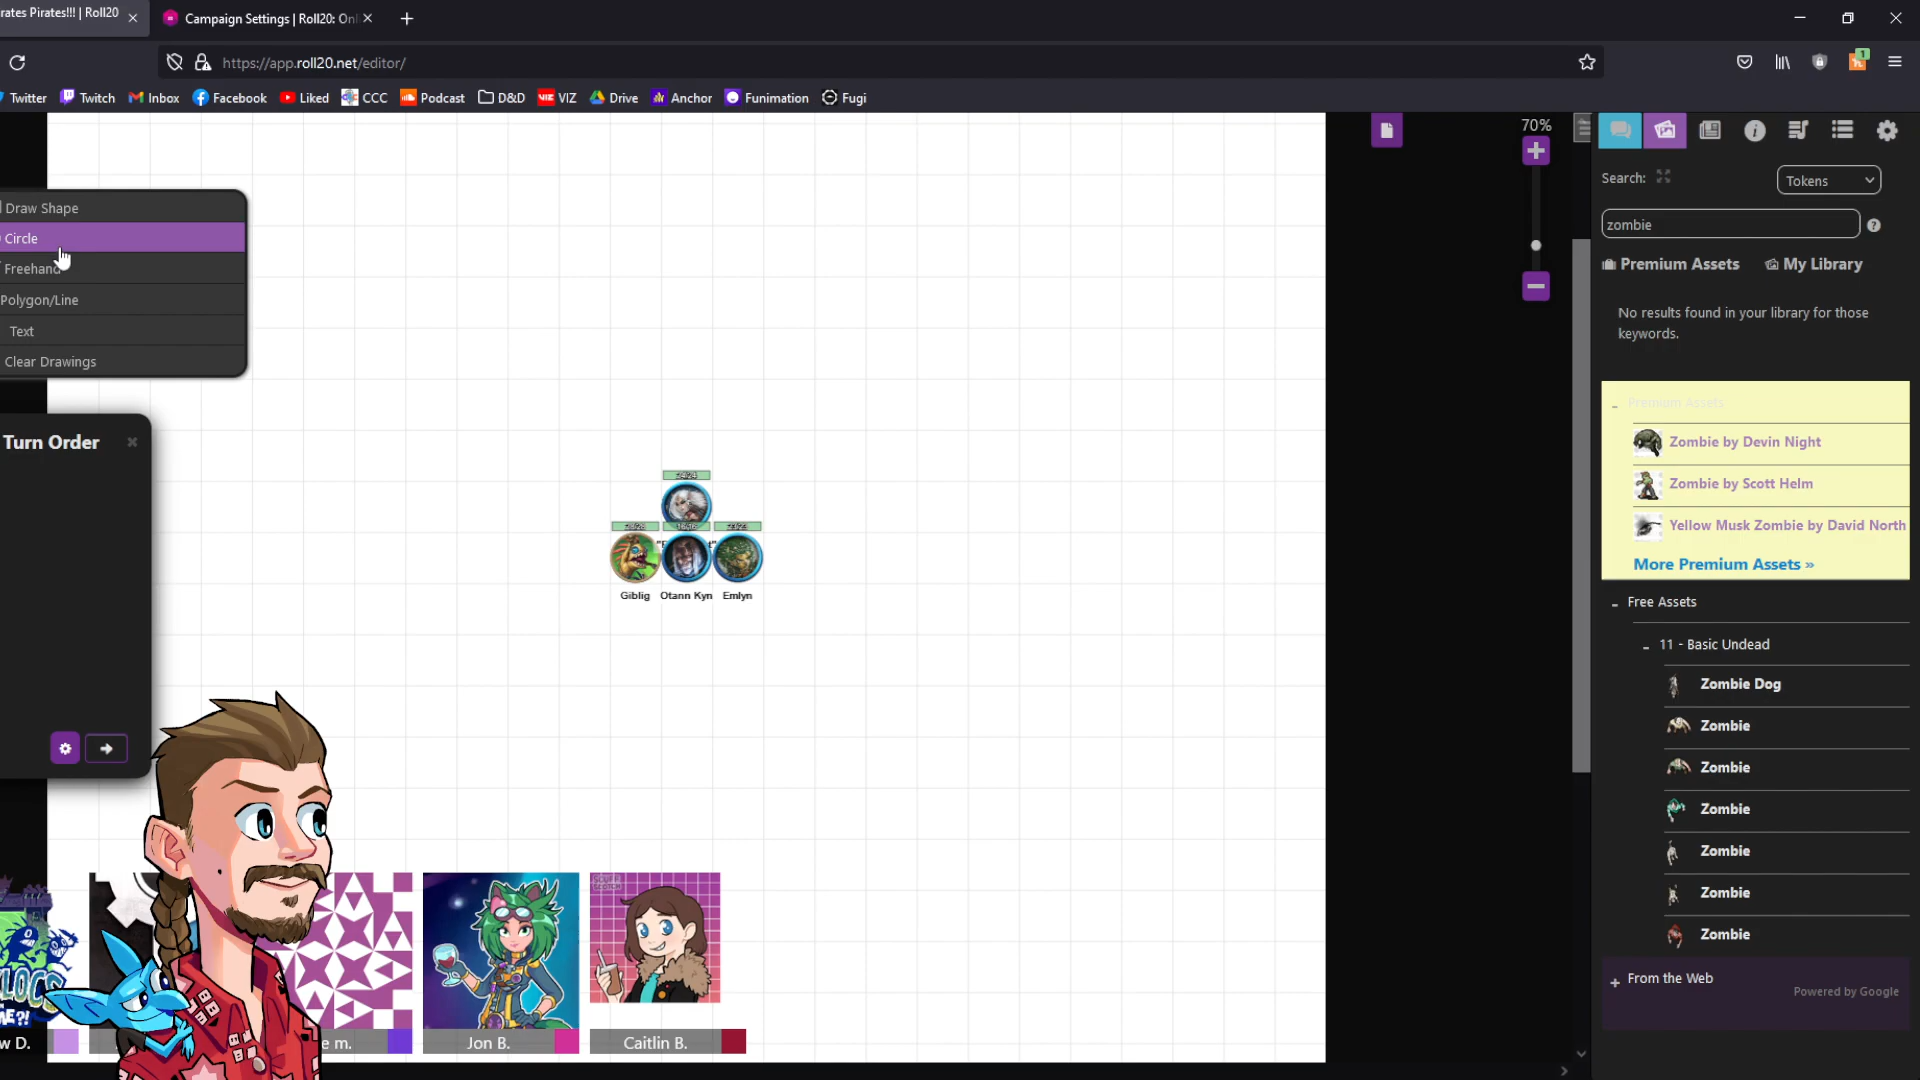 rates Pirates!!! | Roll20
Campaign Settings | Roll20: Onl
https://app.roll20.net/editor/
Twitter
Twitch
Inbox
Facebook
Liked
CCC
Podcast
D&D
VIZ
Drive
Anchor
Funimation
Fugi
70%
Draw Shape
Circle
Freehand
Polygon/Line
Text
Clear Drawings
Turn Order
Giblig
Otann Kyn
Emlyn
Search:
Tokens
zombie
Premium Assets
My Library
No results found in your library for those
keywords.
Premium Assets
Zombie by Devin Night
Zombie by Scott Helm
Yellow Musk Zombie by David North
More Premium Assets »
Free Assets
11 - Basic Undead
Zombie Dog
Zombie
Zombie
Zombie
Zombie
Zombie
Zombie
From the Web
Powered by Google
w D.
e m.
Jon B.
Caitlin B.